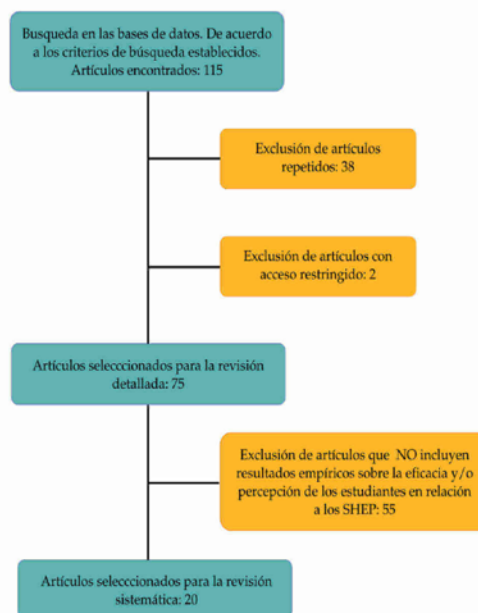 Busqueda en las bases de datos. De acuerdo
a los criterios de búsqueda establecidos.
Artículos encontrados: 115
Exclusión de artículos
repetidos: 38
Exclusión de artículos con
acceso restringido: 2
Artículos selecccionados para la revisión
detallada: 75
Exclusión de artículos que NO incluyen
resultados empíricos sobre la eficacia y/o
percepción de los estudiantes en relación
a los SHEP: 55
Artículos selecccionados para la revisión
sistemática: 20